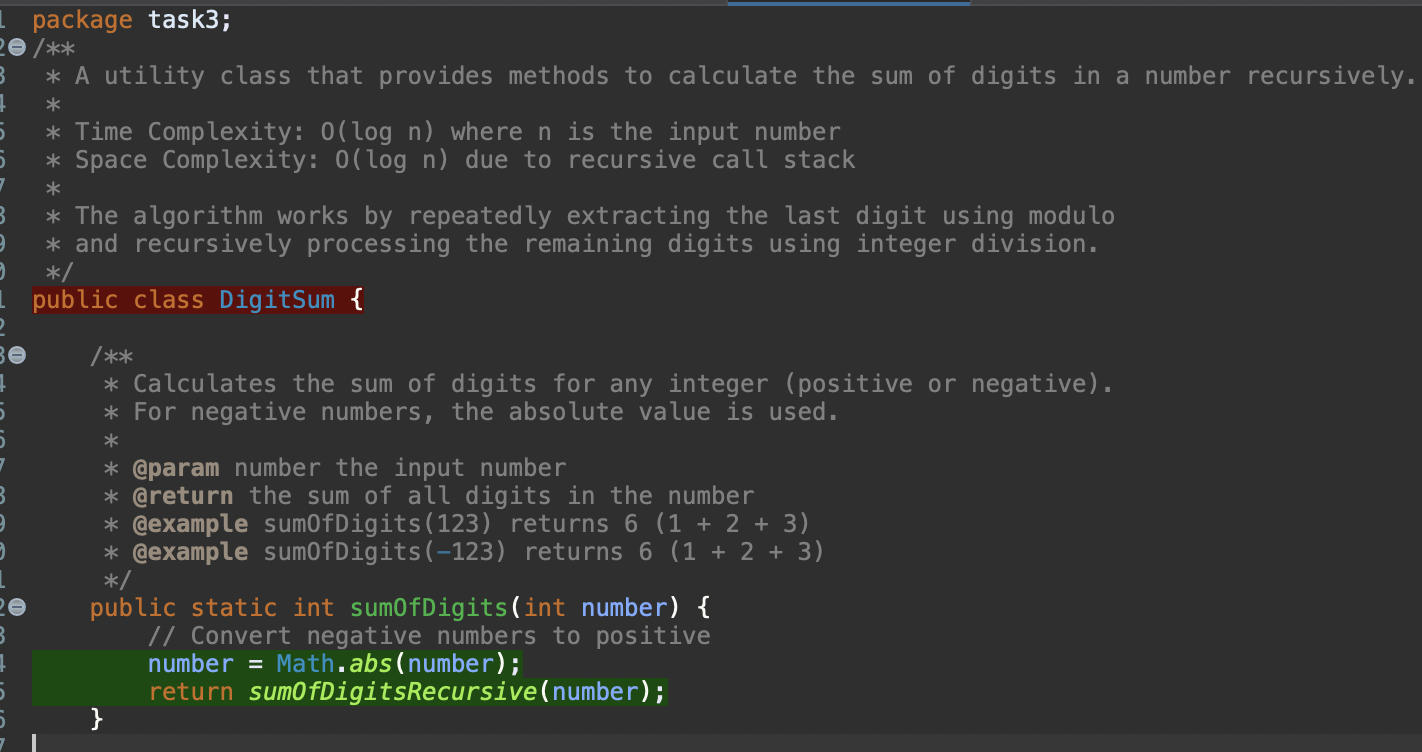 package task3;
/**
 * A utility class that provides methods to calculate the sum of digits in a number recursively.
 *
 * Time Complexity: O(log n) where n is the input number
 * Space Complexity: O(log n) due to recursive call stack
 *
 * The algorithm works by repeatedly extracting the last digit using modulo
 * and recursively processing the remaining digits using integer division.
 */
public class DigitSum {

    /**
     * Calculates the sum of digits for any integer (positive or negative).
     * For negative numbers, the absolute value is used.
     *
     * @param number the input number
     * @return the sum of all digits in the number
     * @example sumOfDigits(123) returns 6 (1 + 2 + 3)
     * @example sumOfDigits(-123) returns 6 (1 + 2 + 3)
     */
    public static int sumOfDigits(int number) {
        // Convert negative numbers to positive
        number = Math.abs(number);
        return sumOfDigitsRecursive(number);
    }